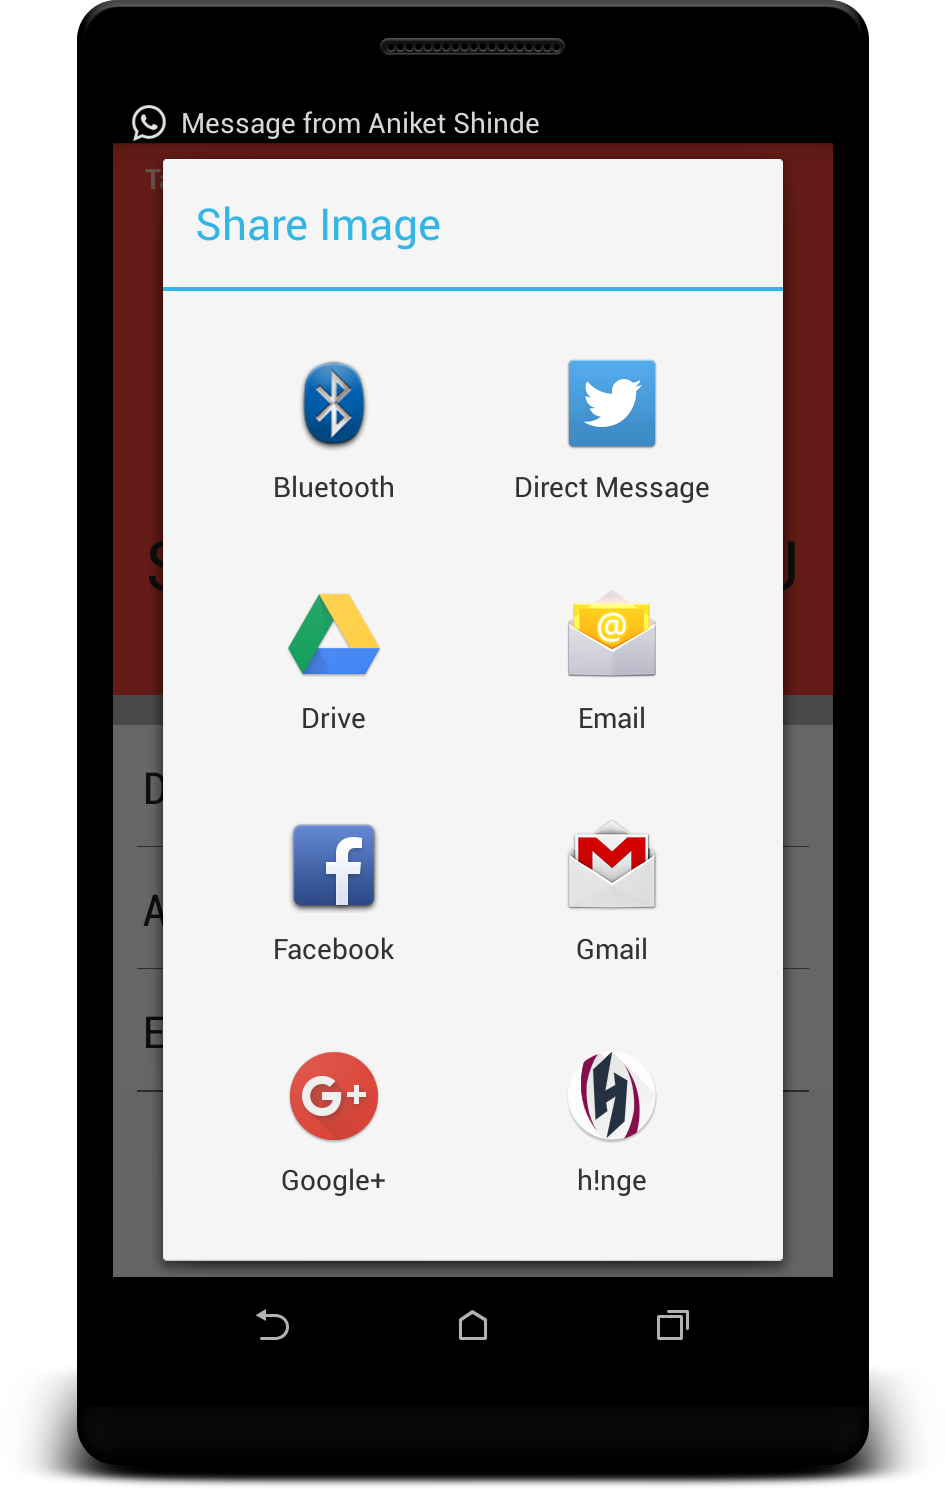 Message from Aniket Shinde
Share Image
Bluetooth
Direct Message
Drive
Email
Facebook
Gmail
Google+
h!nge